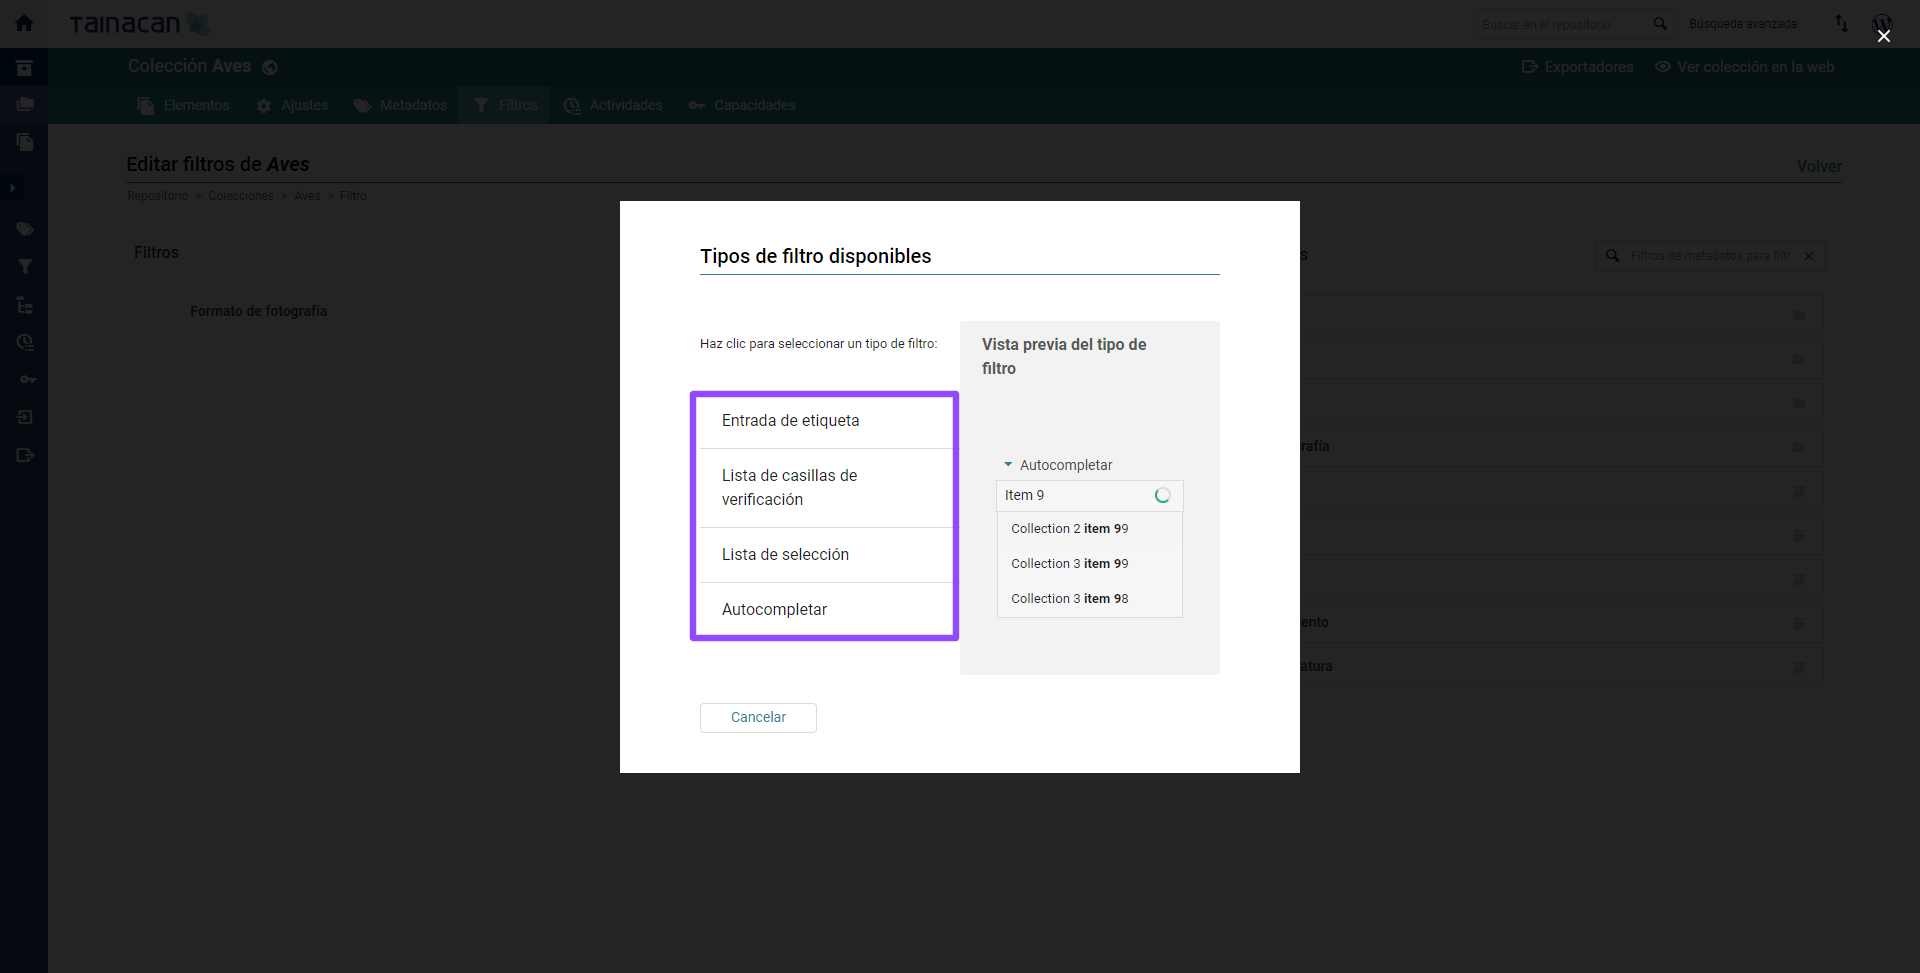 TAINACAN
Buscar en el repositorio
Búsqueda avanzada
Colección Aves
Exportadores
Ver colección en la web
Elementos
Ajustes
Metadatos
Filtros
Actividades
Capacidades
Editar filtros de Aves
Volver
Repositorio > Colecciones > Aves > Filtro
Filtros
s
Filtros de metadatos para filt
Formato de fotografía
Tipos de filtro disponibles
Haz clic para seleccionar un tipo de filtro:
Entrada de etiqueta
Lista de casillas de
verificación
Lista de selección
Autocompletar
Vista previa del tipo de
filtro
Autocompletar
Item 9
Collection 2 item 99
Collection 3 item 99
Collection 3 item 98
Cancelar
rafía
ento
atura